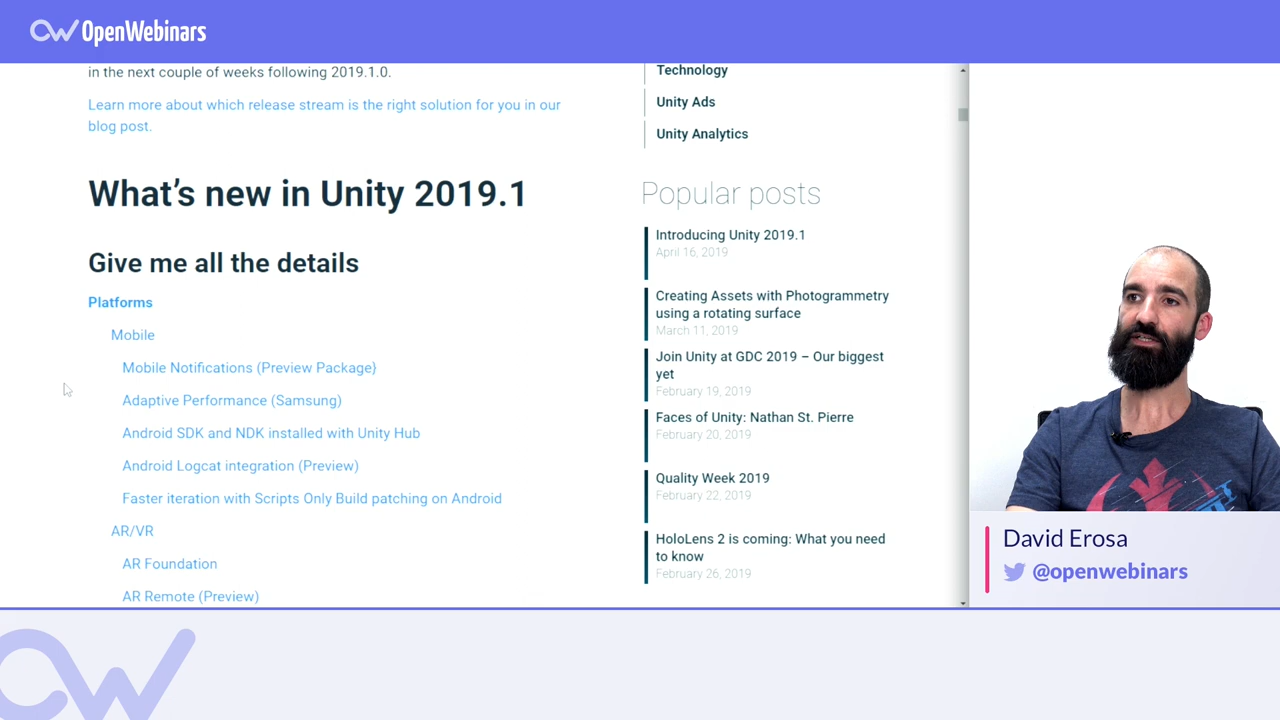 OpenWebinars
in the next couple of weeks following 2019.1.0.
Learn more about which release stream is the right solution for you in our
blog post.
What's new in Unity 2019.1
Give me all the details
Platforms
Mobile
Mobile Notifications (Preview Package}
Adaptive Performance (Samsung)
Android SDK and NDK installed with Unity Hub
Android Logcat integration (Preview)
Faster iteration with Scripts Only Build patching on Android
AR/VR
AR Foundation
AR Remote (Preview)
Technology
Unity Ads
Unity Analytics
Popular posts
Introducing Unity 2019.1
April 16, 2019
Creating Assets with Photogrammetry
using a rotating surface
March 11, 2019
Join Unity at GDC 2019 – Our biggest
yet
February 19, 2019
Faces of Unity: Nathan St. Pierre
February 20, 2019
Quality Week 2019
February 22, 2019
HoloLens 2 is coming: What you need
to know
February 26, 2019
David Erosa
@openwebinars